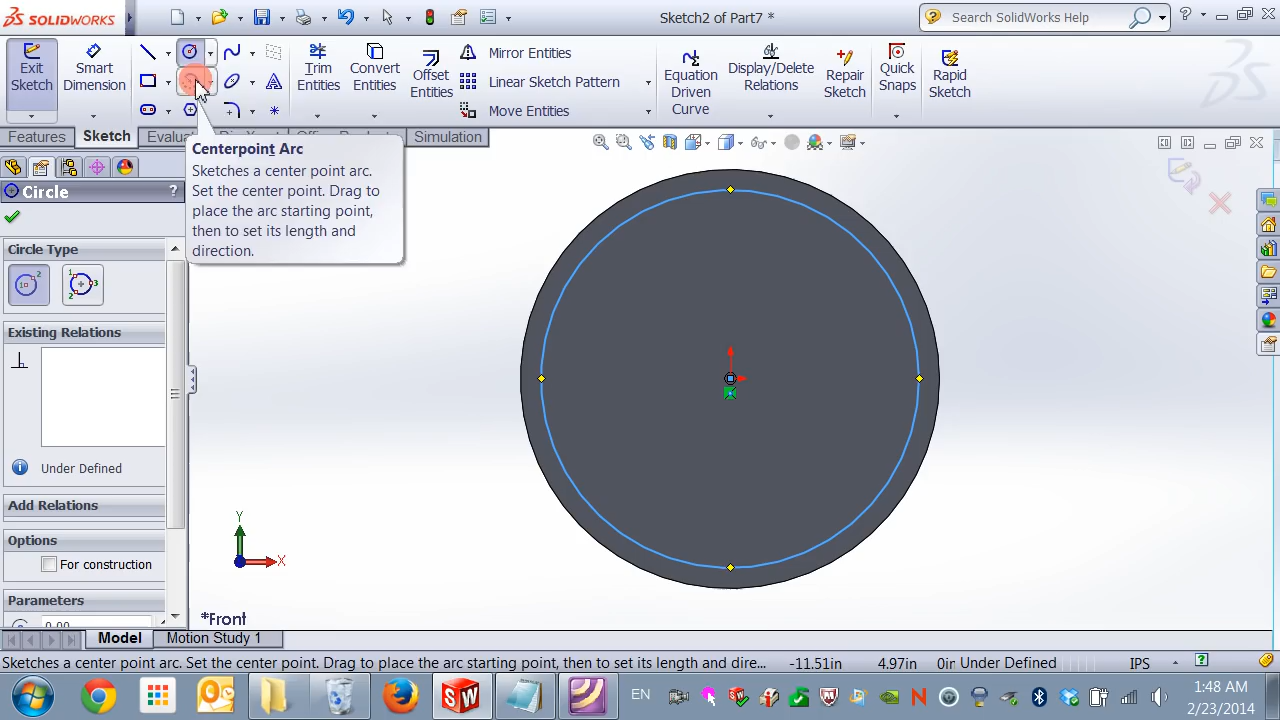 SOLIDWORKS
Sketch2 of Part7 *
Search SolidWorks Help
Exit Sketch
Smart Dimension
Trim Entities
Convert Entities
Offset Entities
Mirror Entities
Linear Sketch Pattern
Move Entities
Equation Driven Curve
Display/Delete Relations
Repair Sketch
Quick Snaps
Rapid Sketch
Features
Sketch
Simulation
Centerpoint Arc
Sketches a center point arc.
Set the center point. Drag to
place the arc starting point,
then to set its length and
direction.
Circle
?
Circle Type
Existing Relations
Under Defined
Add Relations
Options
For construction
Parameters
Y
X
*Front
Model
Motion Study 1
Sketches a center point arc. Set the center point. Drag to place the arc starting point, then to set its length and dire...
-11.51in
4.97in
0in Under Defined
IPS
EN
1:48 AM
2/23/2014